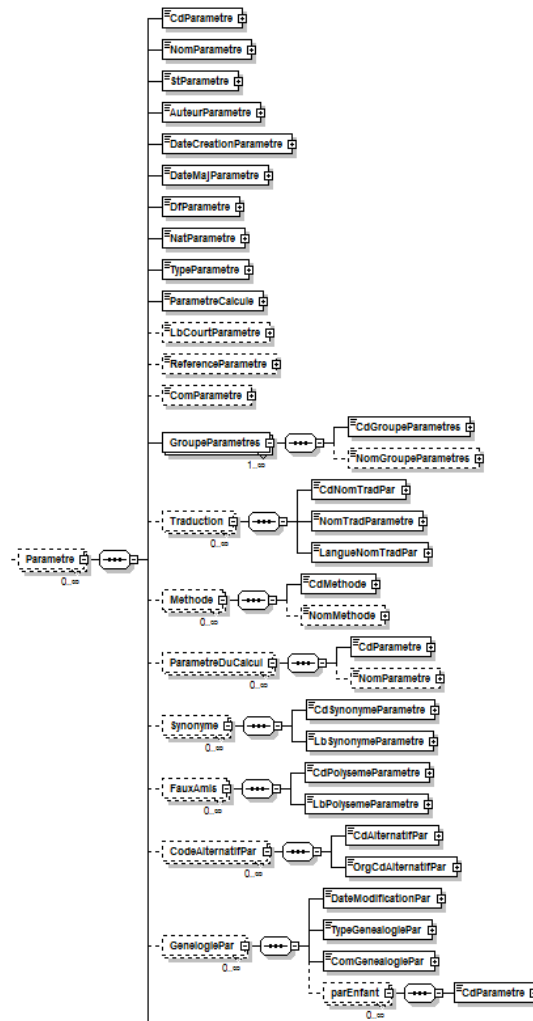 CdParametre
NomParametre
StParametre
AuteurParametre
DateCreationParametre
DateMajParametre
DfParametre
NatParametre
TypeParametre
ParametreCalcule
LbCourtParametre
ReferenceParametre
ComParametre
GroupeParametres
1..∞
CdGroupeParametres
NomGroupeParametres
Traduction
0..∞
CdNomTradPar
NomTradParametre
LangueNomTradPar
Parametre
0..∞
Methode
0..∞
CdMethode
NomMethode
ParametreDuCalcul
0..∞
CdParametre
NomParametre
Synonyme
0..∞
CdSynonymeParametre
LbSynonymeParametre
FauxAmis
0..∞
CdPolysemeParametre
LbPolysemeParametre
CodeAlternatifPar
0..∞
CdAlternatifPar
OrgCdAlternatifPar
GenelogiePar
0..∞
DateModificationPar
TypeGenealogiePar
ComGenealogiePar
parEnfant
0..∞
CdParametre